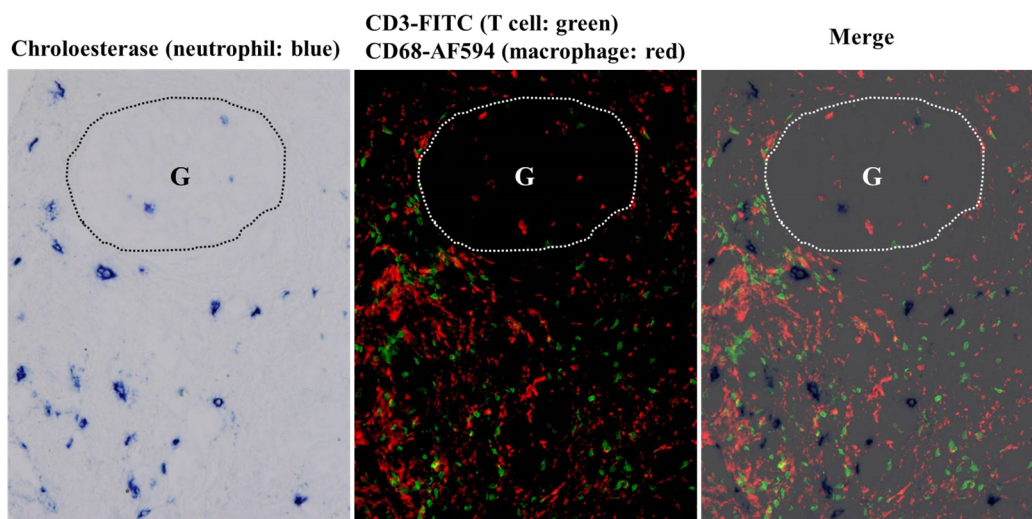 Chroloesterase (neutrophil: blue)
CD3-FITC (T cell: green)
CD68-AF594 (macrophage: red)
Merge
G
G
G